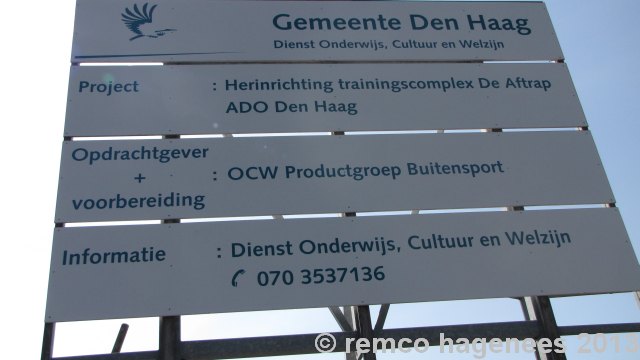 Gemeente Den Haag
Dienst Onderwijs, Cultuur en Welzijn
Project : Herinrichting trainingscomplex De Aftrap
ADO Den Haag
Opdrachtgever
+ : OCW Productgroep Buitensport
voorbereiding
Informatie : Dienst Onderwijs, Cultuur en Welzijn
070 3537136
© remco hagenees